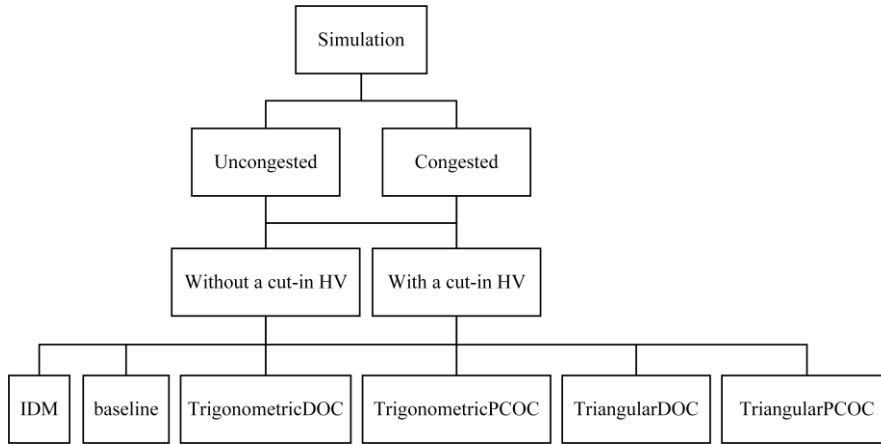 Simulation
Uncongested
Congested
Without a cut-in HV
With a cut-in HV
IDM
baseline
TrigonometricDOC
TrigonometricPCOC
TriangularDOC
TriangularPCOC